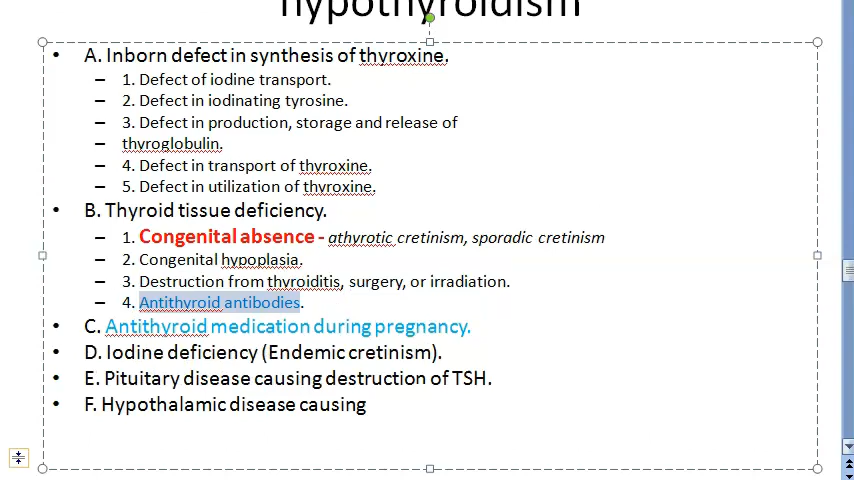 hypothyroidism
• A. Inborn defect in synthesis of thyroxine.
– 1. Defect of iodine transport.
– 2. Defect in iodinating tyrosine.
– 3. Defect in production, storage and release of
– thyroglobulin.
– 4. Defect in transport of thyroxine.
– 5. Defect in utilization of thyroxine.
• B. Thyroid tissue deficiency.
– 1. Congenital absence - athyrotic cretinism, sporadic cretinism
– 2. Congenital hypoplasia.
– 3. Destruction from thyroiditis, surgery, or irradiation.
– 4. Antithyroid antibodies.
• C. Antithyroid medication during pregnancy.
• D. Iodine deficiency (Endemic cretinism).
• E. Pituitary disease causing destruction of TSH.
• F. Hypothalamic disease causing